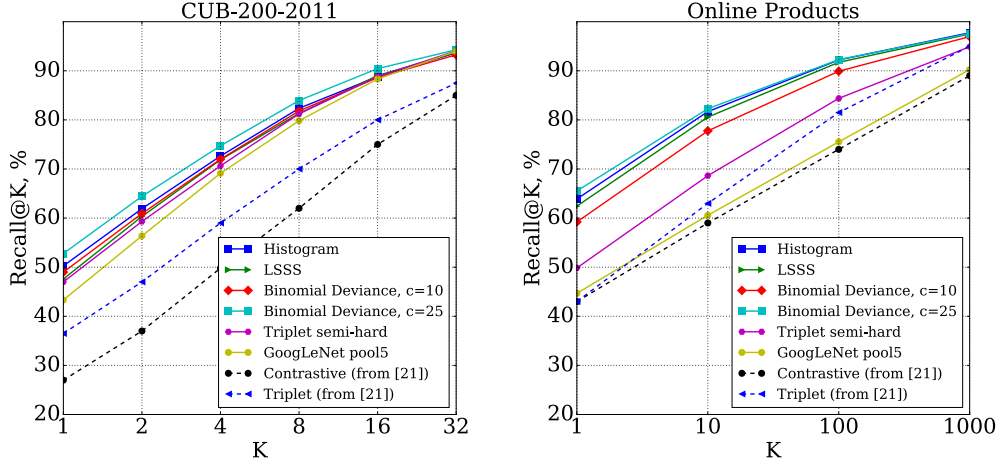 CUB-200-2011
Recall@K, %
90
80
70
60
50
40
30
20
1
2
4
8
16
32
K
Histogram
LSSS
Binomial Deviance, c=10
Binomial Deviance, c=25
Triplet semi-hard
GoogLeNet pool5
Contrastive (from [21])
Triplet (from [21])
Online Products
Recall@K, %
90
80
70
60
50
40
30
20
1
10
100
1000
K
Histogram
LSSS
Binomial Deviance, c=10
Binomial Deviance, c=25
Triplet semi-hard
GoogLeNet pool5
Contrastive (from [21])
Triplet (from [21])